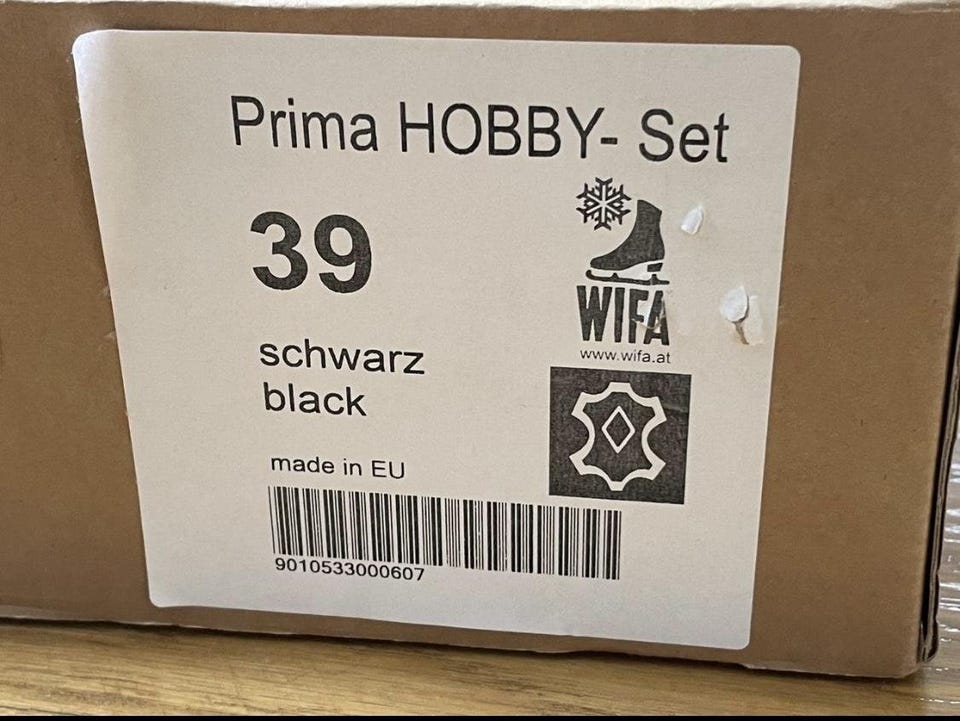 Prima HOBBY- Set
39
WIFA
www.wifa.at
schwarz
black
made in EU
9010533000607